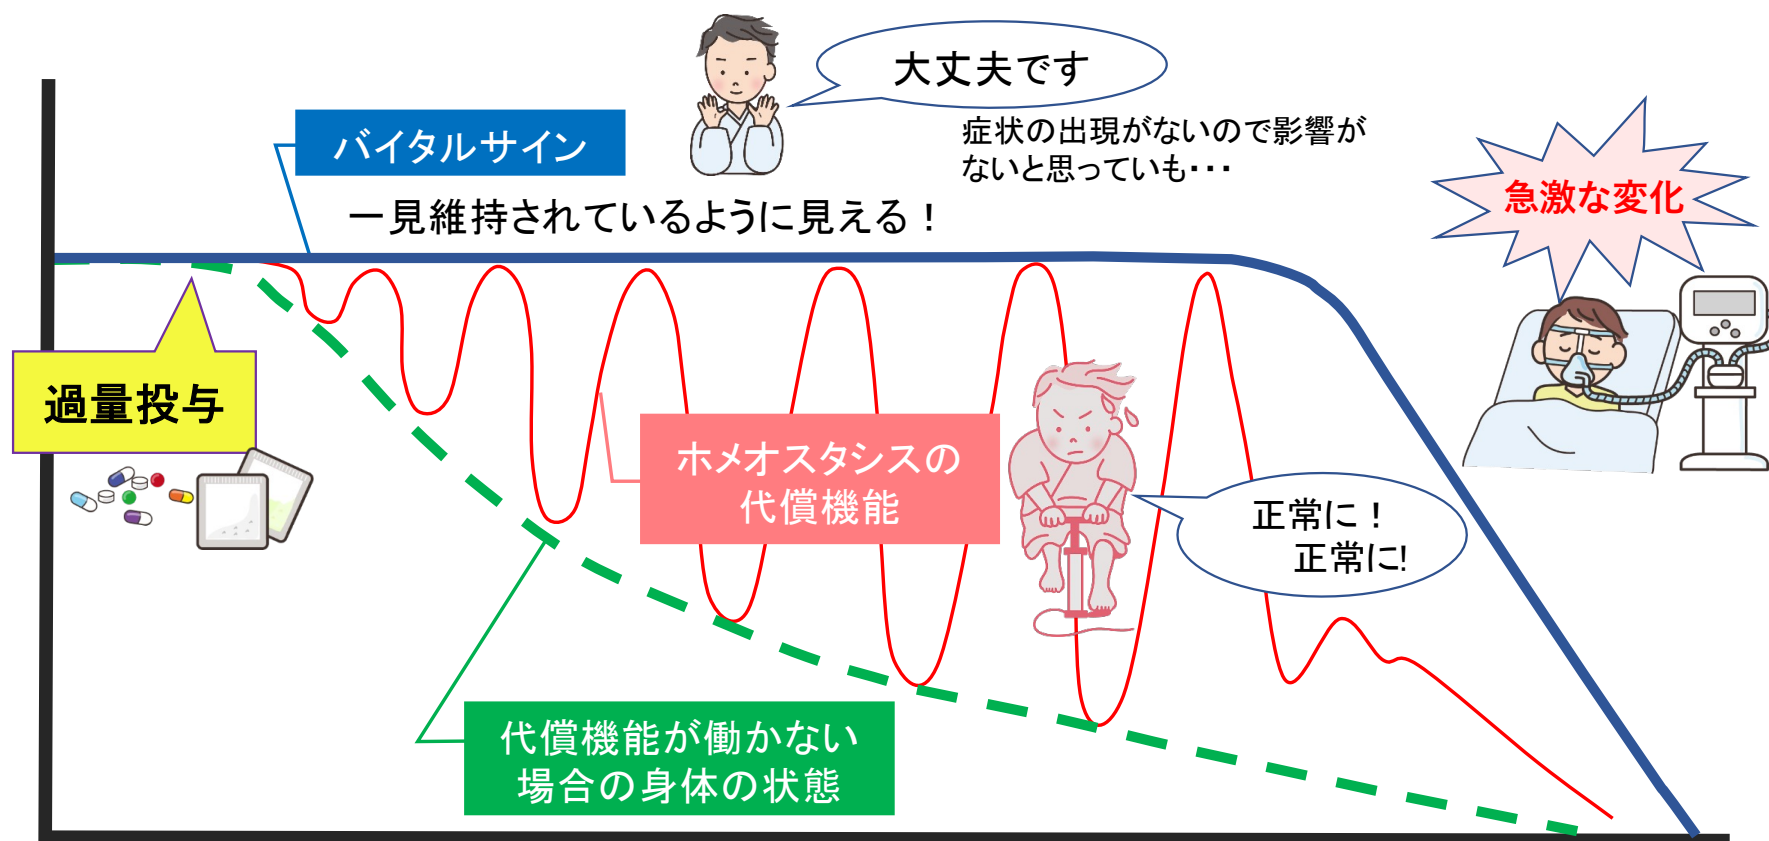 大丈夫です
症状の出現がないので影響が
ないと思っていも・・・
バイタルサイン
一見維持されているように見える！
急激な変化
過量投与
ホメオスタシスの
代償機能
正常に！
正常に!
代償機能が働かない
場合の身体の状態